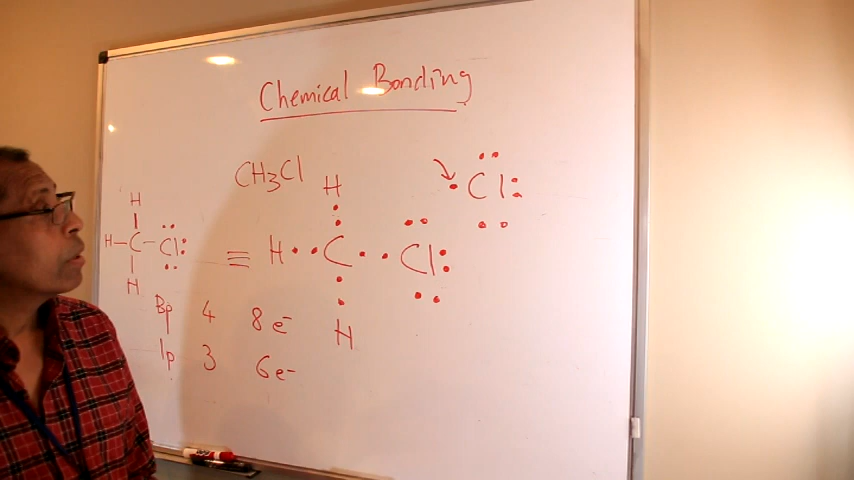 Chemical Bonding
CH3Cl
H
H–C–Cl
H
≡
H
H··C··Cl
H
Cl
Bp 4 8e⁻
lp 3 6e⁻